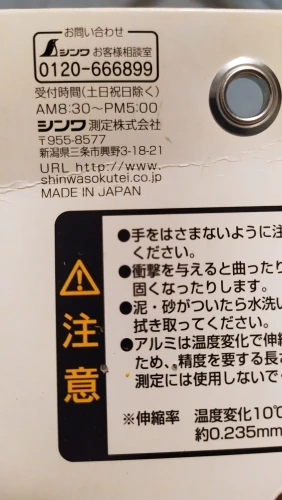 お問い合わせ
シンワ お客様相談室
0120-666899
受付時間(土日祝日除く)
AM8:30～PM5:00
シンワ測定株式会社
〒955-8577
新潟県三条市興野3-18-21
URL http://www.
shinwasokutei.co.jp
MADE IN JAPAN
注意
●手をはさまないように注
ください。
●衝撃を与えると曲ったり
固くなったりします。
●泥・砂がついたら水洗い
拭き取ってください。
●アルミは温度変化で伸縮
ため、精度を要する長さ
測定には使用しないで
※伸縮率 温度変化10℃
約0.235mm